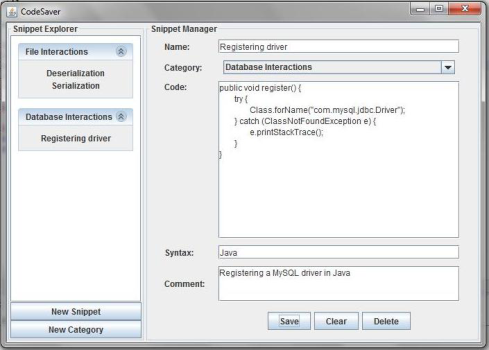 CodeSaver
Snippet Explorer
File Interactions
Deserialization
Serialization
Database Interactions
Registering driver
New Snippet
New Category
Snippet Manager
Name:
Registering driver
Category:
Database Interactions
Code:
public void register() {
try {
Class.forName("com.mysql.jdbc.Driver");
} catch (ClassNotFoundException e) {
e.printStackTrace();
}
}
Syntax:
Java
Comment:
Registering a MySQL driver in Java
Save Clear Delete